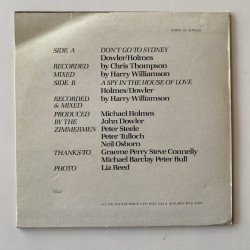 SIDE A DON'T GO TO SYDNEY
Dowler/Holmes
RECORDED by Chris Thompson
MIXED by Harry Williamson
SIDE B A SPY IN THE HOUSE OF LOVE
Holmes/Dowler
RECORDED by Harry Williamson
& MIXED
PRODUCED Michael Holmes
BY THE John Dowler
ZIMMERMEN Peter Steele
Peter Tulloch
Neil Osborn
THANKS TO Graeme Perry Steve Connelly
Michael Barclay Peter Bull
PHOTO Liz Reed
MELBOURNE